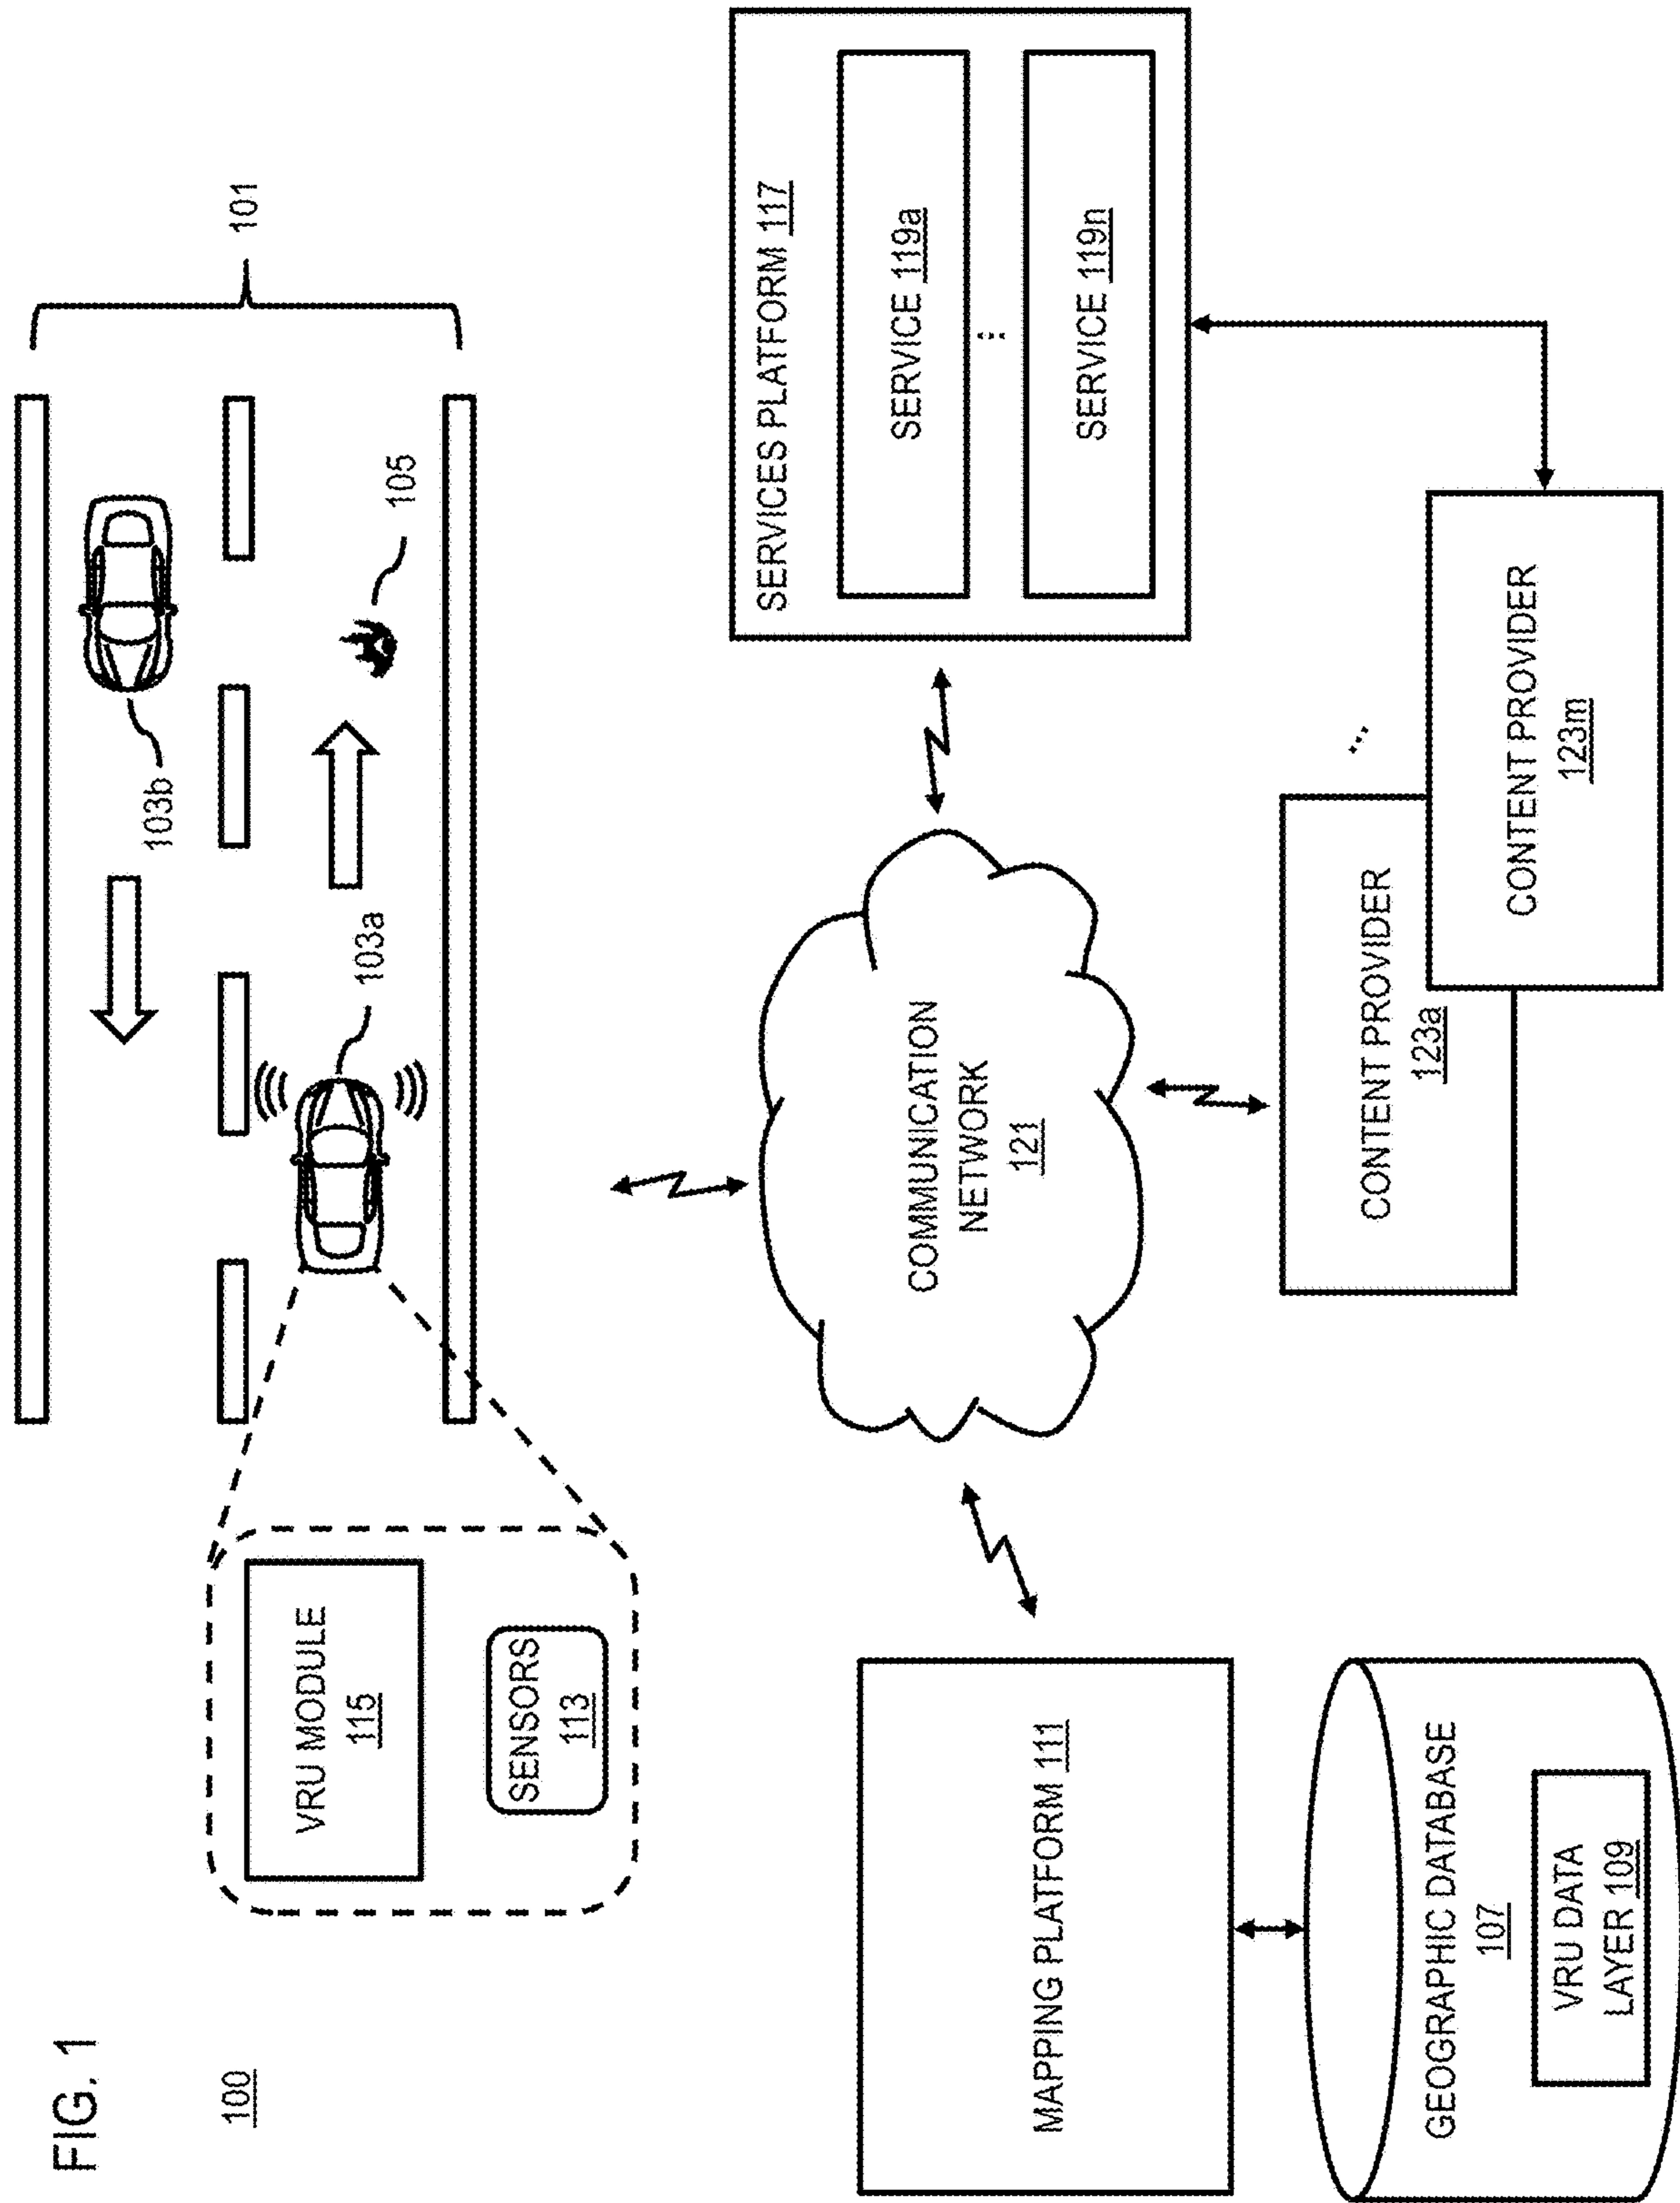 FIG. 1
100
101
103b
105
103a
VRU MODULE
115
SENSORS
113
SERVICES PLATFORM 117
SERVICE 119a
...
SERVICE 119n
COMMUNICATION
NETWORK
121
MAPPING PLATFORM 111
GEOGRAPHIC DATABASE
107
VRU DATA
LAYER 109
CONTENT PROVIDER
123a
...
CONTENT PROVIDER
123m